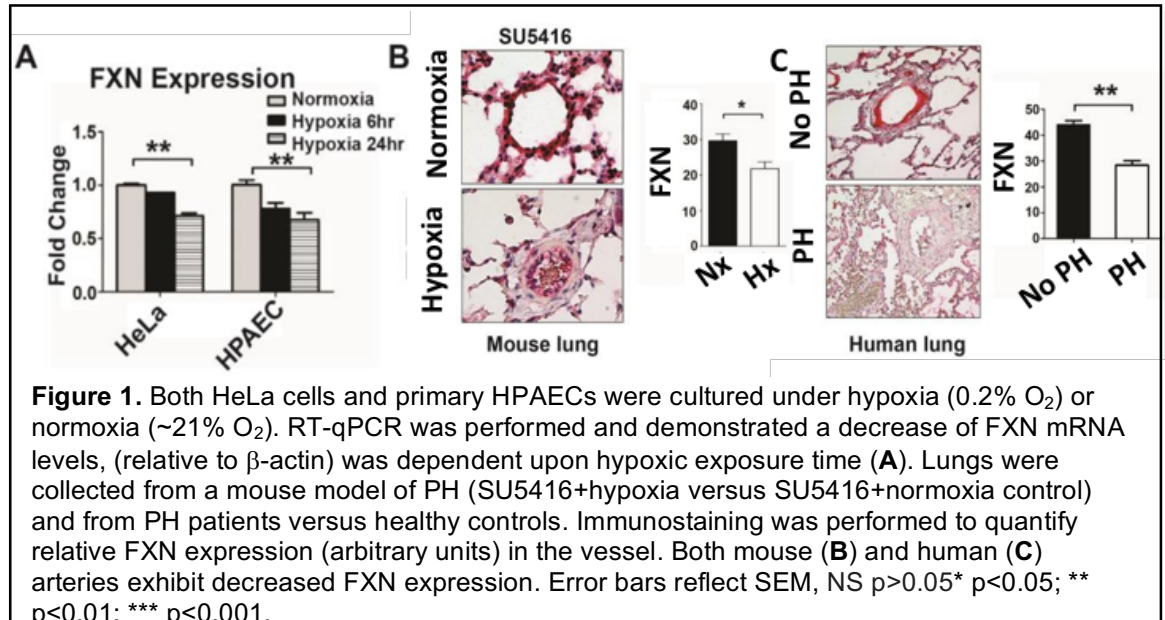 A
FXN Expression
Normoxia
Hypoxia 6hr
Hypoxia 24hr
Fold Change
1.5
1.0
0.5
0.0
**
**
HeLa
HPAEC
B
SU5416
Normoxia
Hypoxia
Mouse lung
FXN
40
30
20
10
0
*
Nx
Hx
C
No PH
PH
Human lung
FXN
50
40
30
20
10
0
**
No PH
PH
Figure 1. Both HeLa cells and primary HPAECs were cultured under hypoxia (0.2% O₂) or
normoxia (~21% O₂). RT-qPCR was performed and demonstrated a decrease of FXN mRNA
levels, (relative to β-actin) was dependent upon hypoxic exposure time (A). Lungs were
collected from a mouse model of PH (SU5416+hypoxia versus SU5416+normoxia control)
and from PH patients versus healthy controls. Immunostaining was performed to quantify
relative FXN expression (arbitrary units) in the vessel. Both mouse (B) and human (C)
arteries exhibit decreased FXN expression. Error bars reflect SEM, NS p>0.05* p<0.05; **
p<0.01; *** p<0.001.